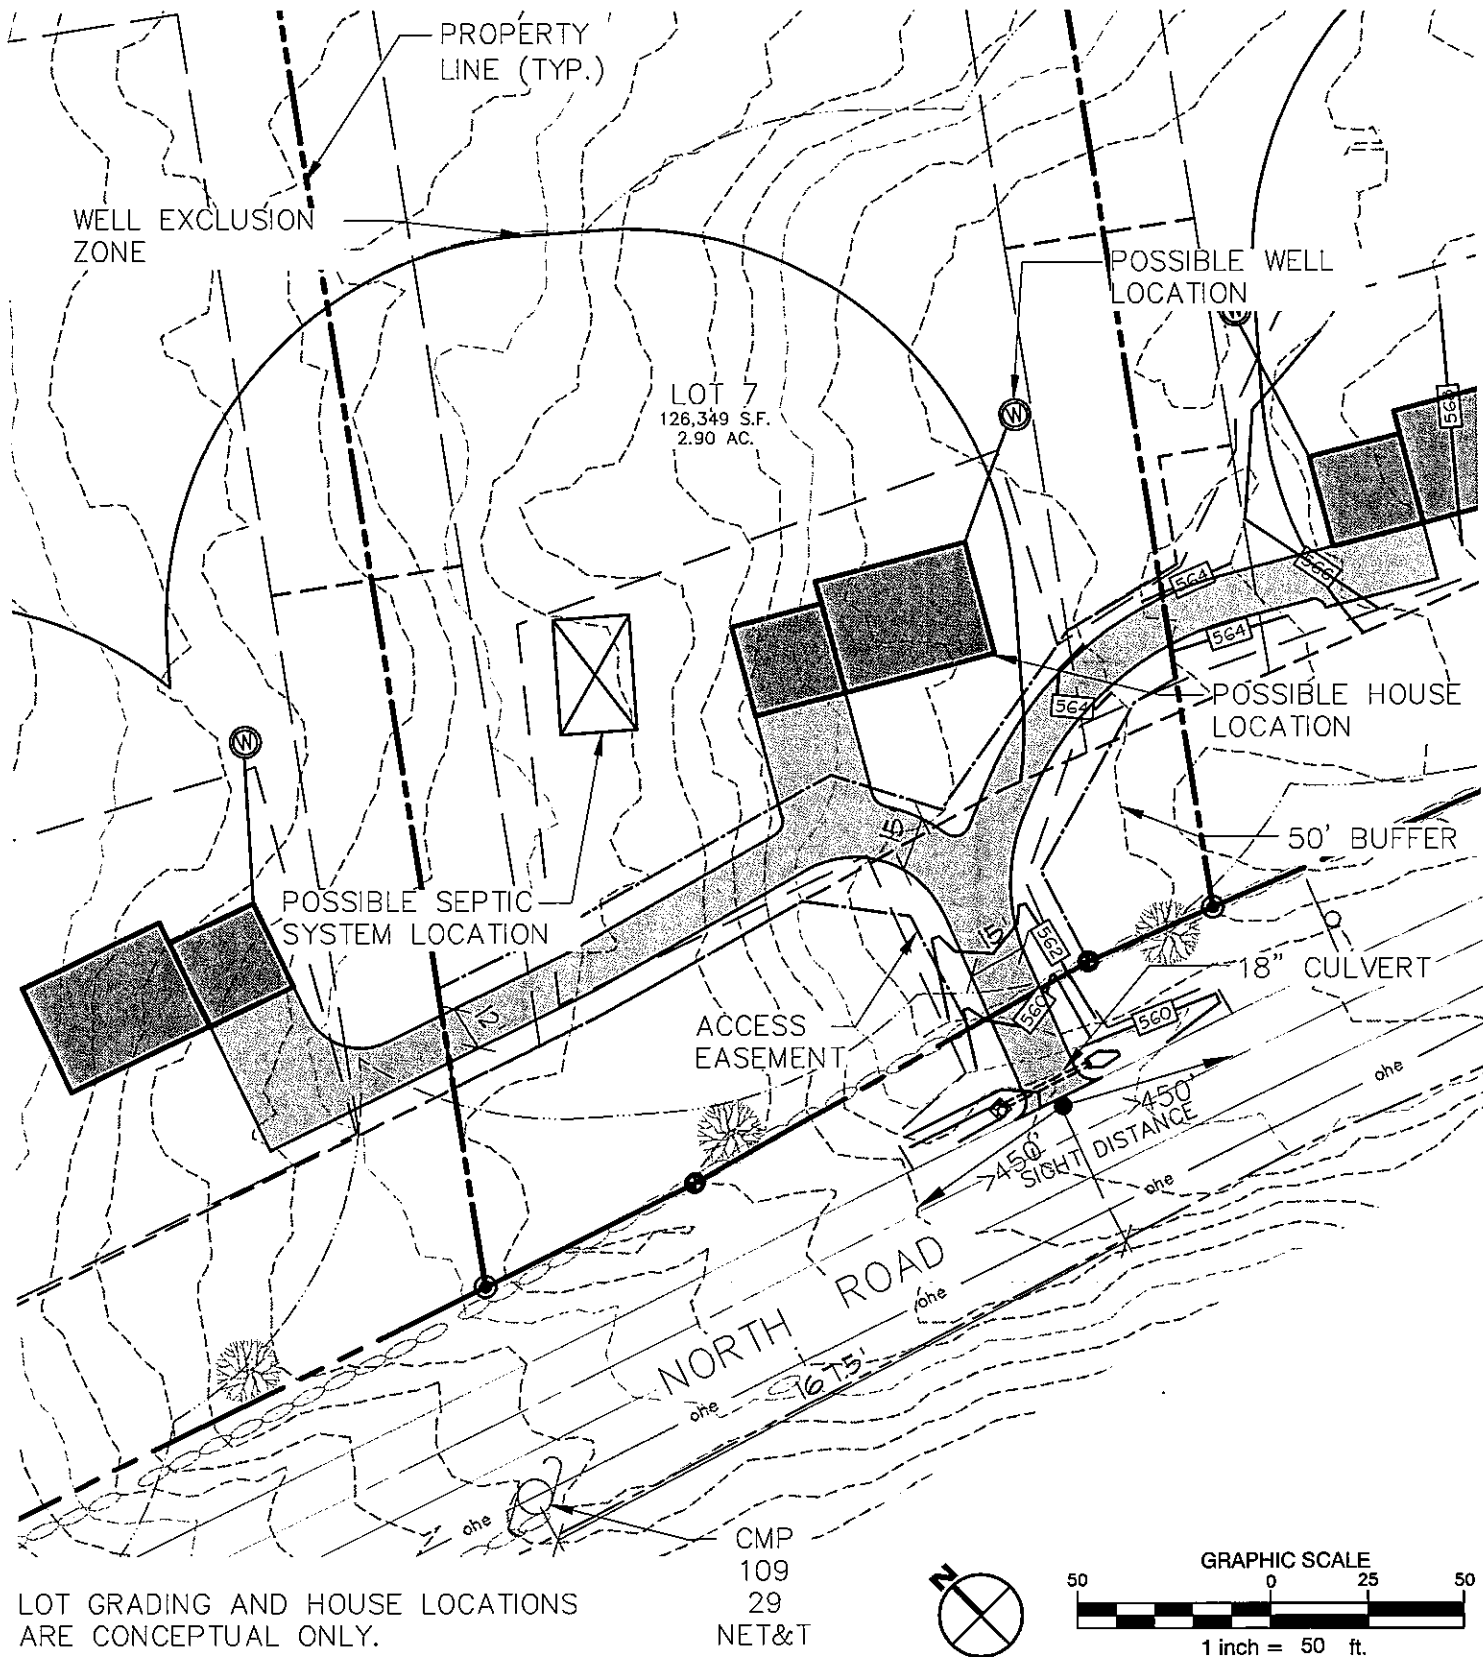 PROPERTY
LINE (TYP.)
WELL EXCLUSION
ZONE
POSSIBLE WELL
LOCATION
W
LOT 7
126,349 S.F.
2.90 AC.
W
566
564
564
564
POSSIBLE HOUSE
LOCATION
W
15'
50' BUFFER
POSSIBLE SEPTIC
SYSTEM LOCATION
15'
562
18" CULVERT
12'
ACCESS
EASEMENT
560
560
>450'
>450'
SIGHT DISTANCE
ohe
ohe
ohe
NORTH ROAD
167.5'
ohe
ohe
CMP
109
29
NET&T
LOT GRADING AND HOUSE LOCATIONS
ARE CONCEPTUAL ONLY.
N
GRAPHIC SCALE
50 0 25 50
1 inch = 50 ft.